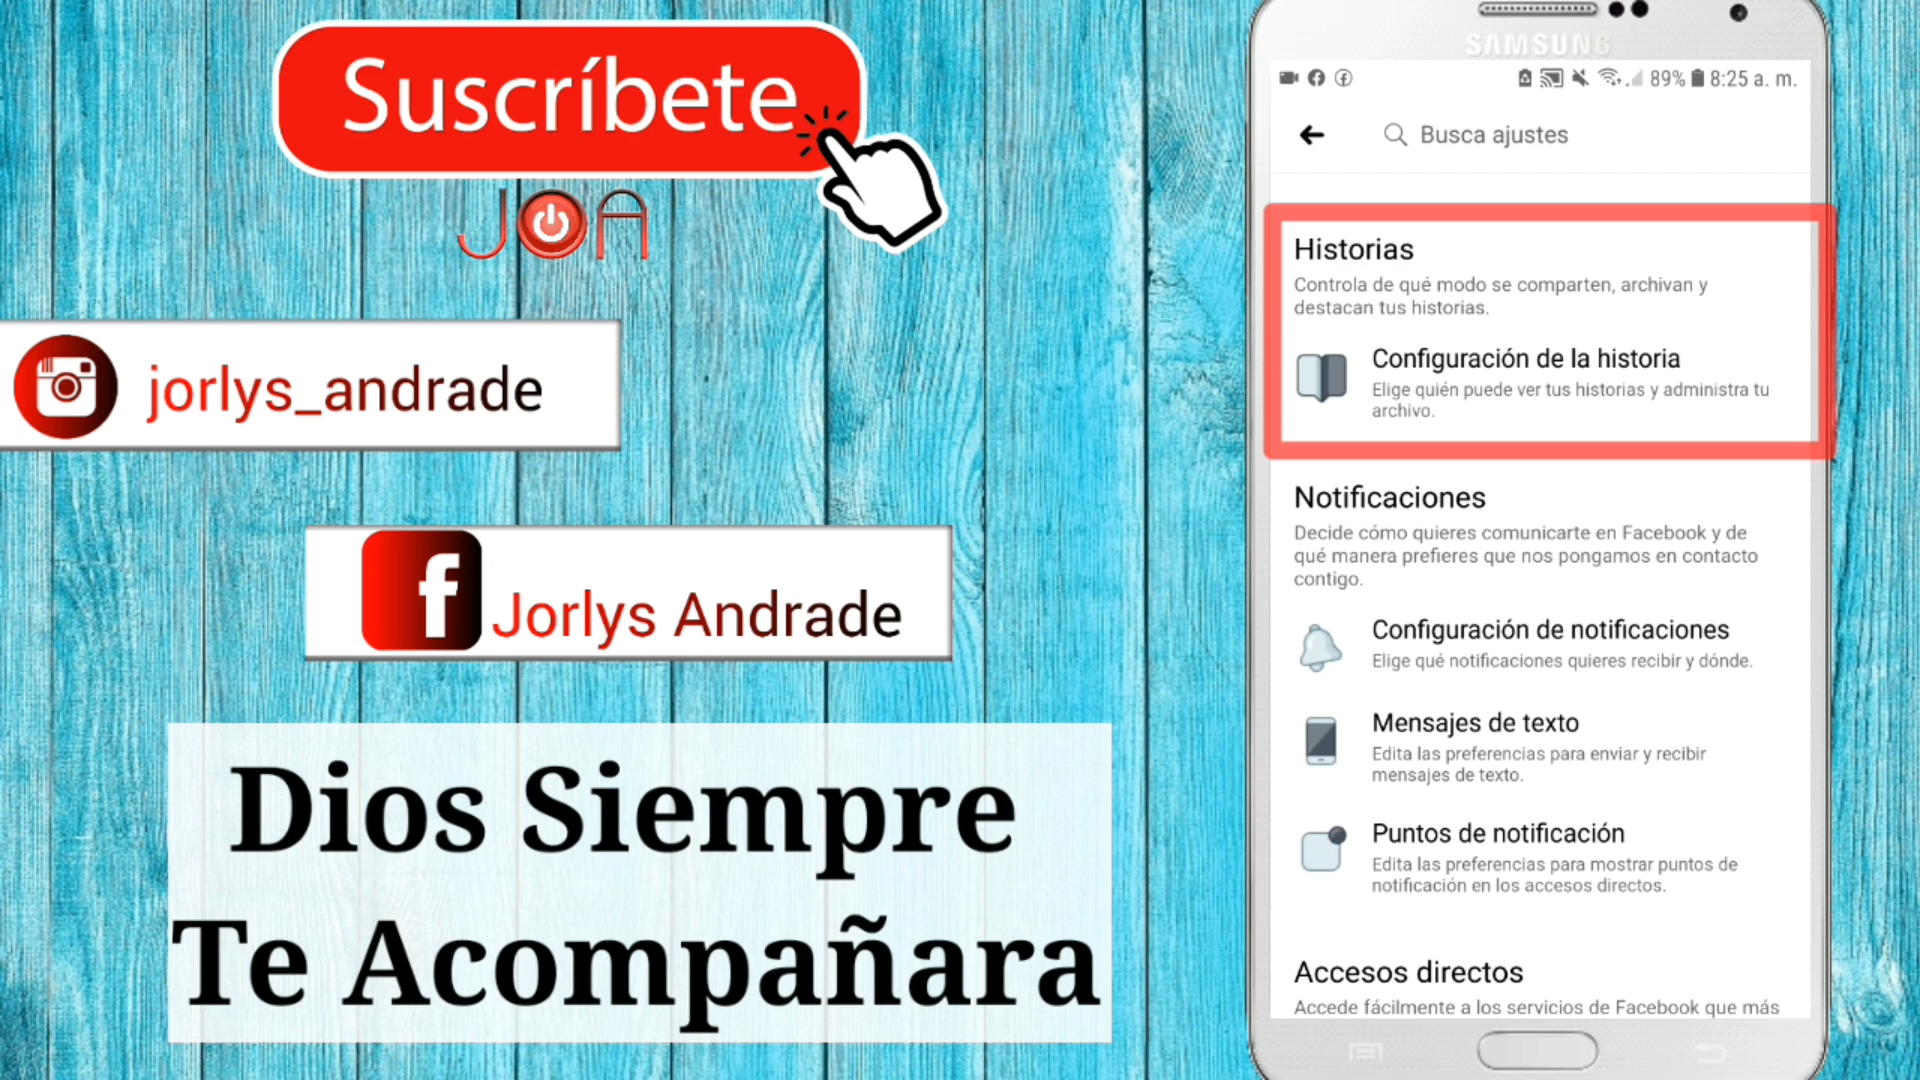 Suscríbete
JOA
jorlys_andrade
f Jorlys Andrade
Dios Siempre
Te Acompañara
SAMSUNG
89% 8:25 a. m.
Busca ajustes
Historias
Controla de qué modo se comparten, archivan y
destacan tus historias.
Configuración de la historia
Elige quién puede ver tus historias y administra tu
archivo.
Notificaciones
Decide cómo quieres comunicarte en Facebook y de
qué manera prefieres que nos pongamos en contacto
contigo.
Configuración de notificaciones
Elige qué notificaciones quieres recibir y dónde.
Mensajes de texto
Edita las preferencias para enviar y recibir
mensajes de texto.
Puntos de notificación
Edita las preferencias para mostrar puntos de
notificación en los accesos directos.
Accesos directos
Accede fácilmente a los servicios de Facebook que más